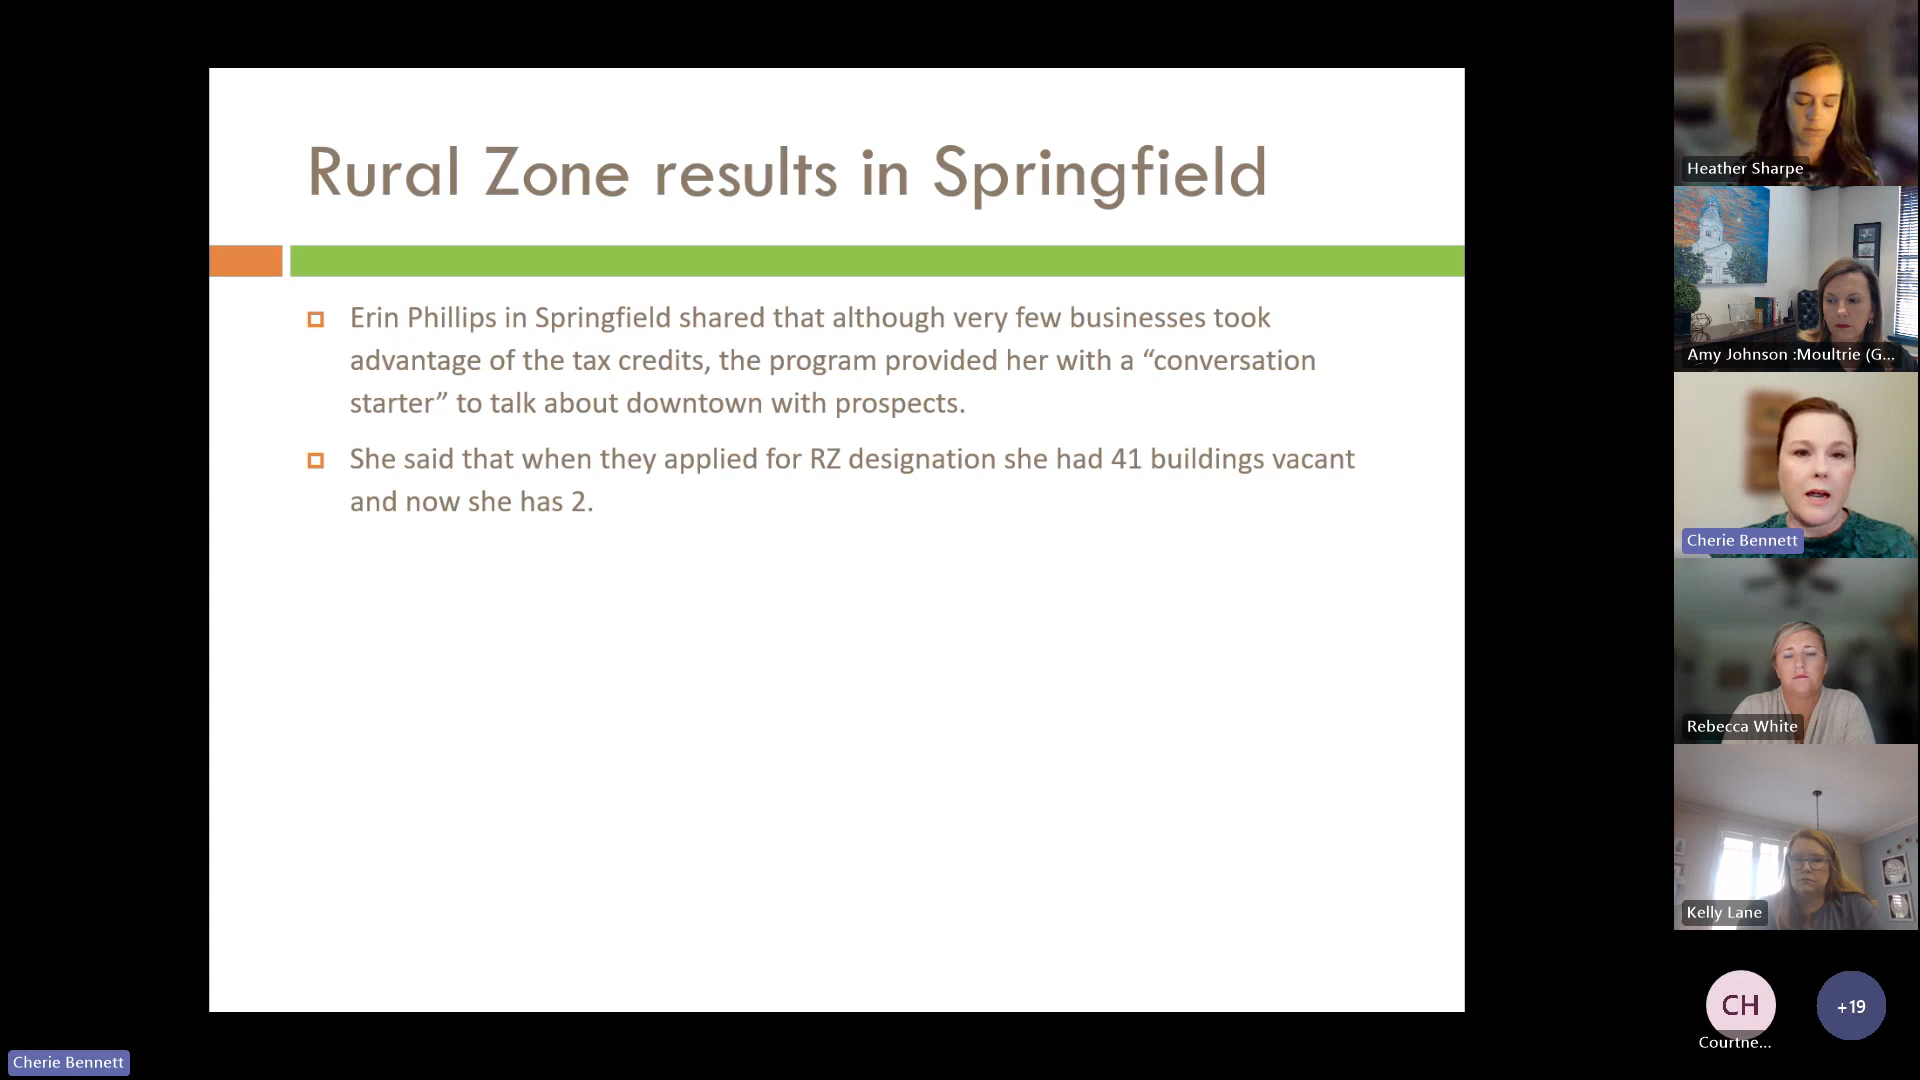 Rural Zone results in Springfield
Erin Phillips in Springfield shared that although very few businesses took
advantage of the tax credits, the program provided her with a “conversation
starter” to talk about downtown with prospects.
She said that when they applied for RZ designation she had 41 buildings vacant
and now she has 2.
Heather Sharpe
Amy Johnson :Moultrie (G...
Cherie Bennett
Rebecca White
Kelly Lane
CH
+19
Courtne...
Cherie Bennett